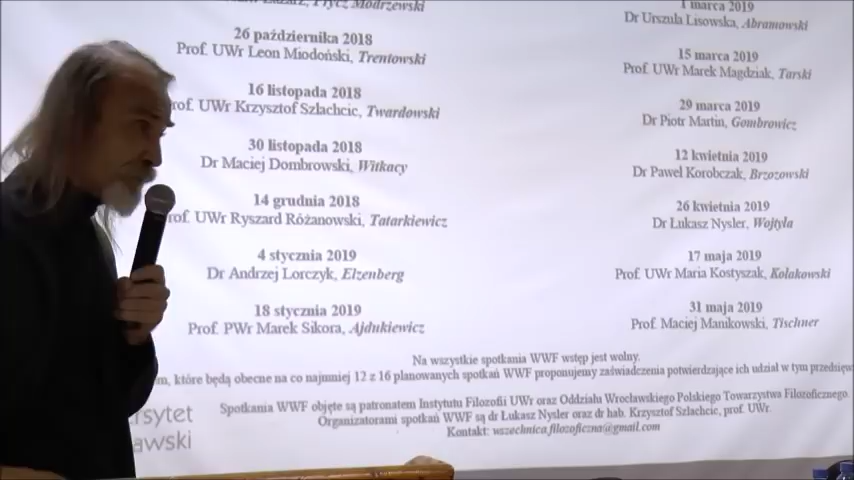 Frycz Modrzewski
26 października 2018
Prof. UWr Leon Miodoński, Trentowski
16 listopada 2018
Prof. UWr Krzysztof Szlachcic, Twardowski
30 listopada 2018
Dr Maciej Dombrowski, Witkacy
14 grudnia 2018
Prof. UWr Ryszard Różanowski, Tatarkiewicz
4 stycznia 2019
Dr Andrzej Lorczyk, Elzenberg
18 stycznia 2019
Prof. PWr Marek Sikora, Ajdukiewicz
1 marca 2019
Dr Urszula Lisowska, Abramowski
15 marca 2019
Prof. UWr Marek Magdziak, Tarski
29 marca 2019
Dr Piotr Martin, Gombrowicz
12 kwietnia 2019
Dr Paweł Korobczak, Brzozowski
26 kwietnia 2019
Dr Łukasz Nysler, Wojtyła
17 maja 2019
Prof. UWr Maria Kostyszak, Kołakowski
31 maja 2019
Prof. Maciej Manikowski, Tischner
Na wszystkie spotkania WWF wstęp jest wolny.
które będą obecne na co najmniej 12 z 16 planowanych spotkań WWF proponujemy zaświadczenia potwierdzające ich udział w tym
Spotkania WWF objęte są patronatem Instytutu Filozofii UWr oraz Oddziału Wrocławskiego Polskiego Towarzystwa Filozoficznego.
Organizatorami spotkań WWF są dr Łukasz Nysler oraz dr hab. Krzysztof Szlachcic, prof. UWr.
Kontakt: wszechnica.filozoficzna@gmail.com